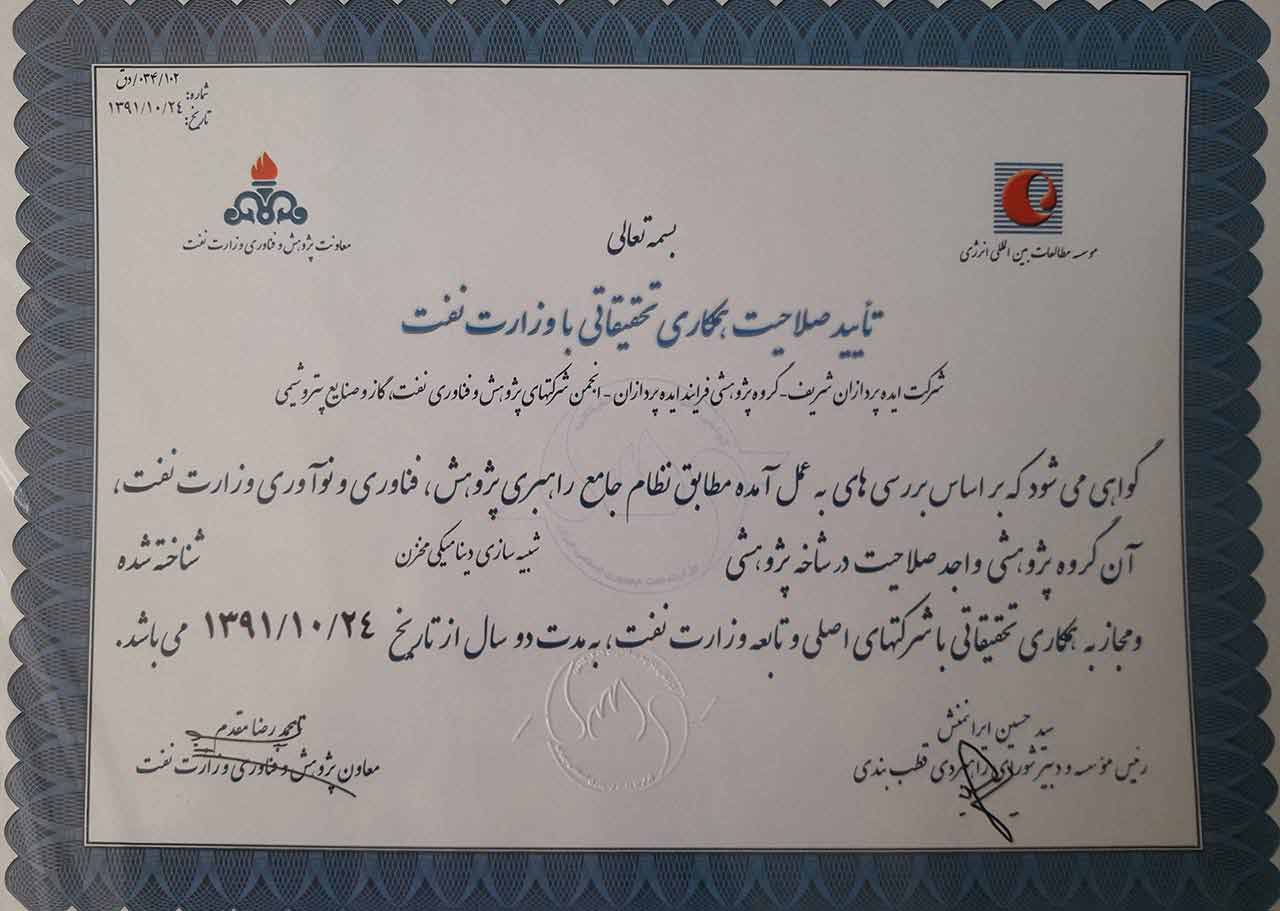 ۰۳۴/۱۰۲/دق
شماره:
تاریخ: ۱۳۹۱/۱۰/۲۴
موسسه مطالعات بین المللی انرژی
معاونت پژوهش و فناوری وزارت نفت
بسمه تعالی
تأیید صلاحیت همکاری تحقیقاتی با وزارت نفت
شرکت ایده پردازان شریف - گروه پژوهشی فرایند ایده پردازان - انجمن شرکتهای پژوهش و فناوری نفت، گاز و صنایع پتروشیمی
گواهی می شود که بر اساس بررسی های به عمل آمده مطابق نظام جامع راهبری پژوهش، فناوری و نوآوری وزارت نفت،
آن گروه پژوهشی واجد صلاحیت در شاخه پژوهشی شبیه سازی دینامیکی مخزن شناخته شده
و مجاز به همکاری تحقیقاتی با شرکتهای اصلی و تابعه وزارت نفت، به مدت دو سال از تاریخ ۱۳۹۱/۱۰/۲۴ می باشد.
سید حسین ایرانمنش
رئیس مؤسسه و دبیر شورای راهبردی قطب بندی
محمد رضا مقدم
معاون پژوهش و فناوری وزارت نفت